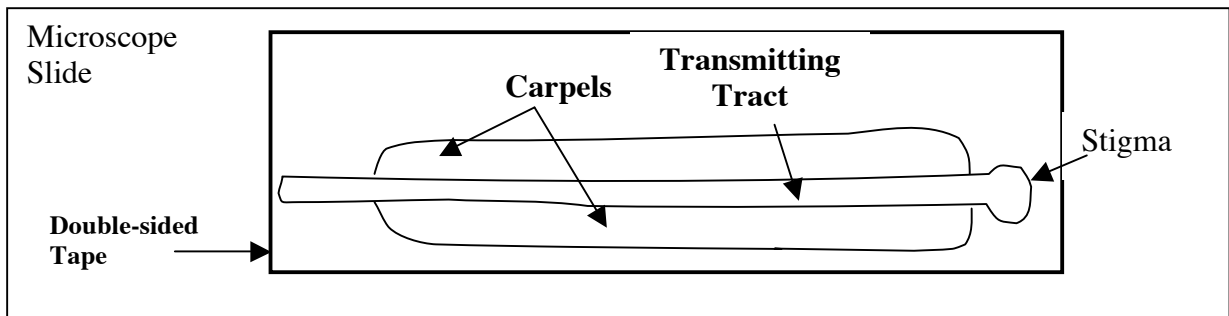 Microscope
Slide
Carpels
Transmitting
Tract
Stigma
Double-sided
Tape